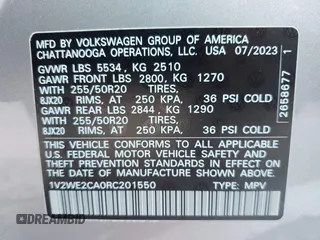 MFD BY VOLKSWAGEN GROUP OF AMERICA
CHATTANOOGA OPERATIONS, LLC. USA 07/2023
GVWR LBS 5534, KG 2510
GAWR FRONT LBS 2800, KG 1270
WITH 255/50R20 TIRES,
8JX20 RIMS, AT 250 KPA, 36 PSI COLD
GAWR REAR LBS 2844, KG 1290
WITH 255/50R20 TIRES,
8JX20 RIMS, AT 250 KPA, 36 PSI COLD
THIS VEHICLE CONFORMS TO ALL APPLICABLE
U.S. FEDERAL MOTOR VEHICLE SAFETY AND
THEFT PREVENTION STANDARDS IN EFFECT ON
THE DATE OF MANUFACTURE SHOWN ABOVE.
1V2WE2CA0RC201550 TYPE: MPV
2658677 1
DREAMBID